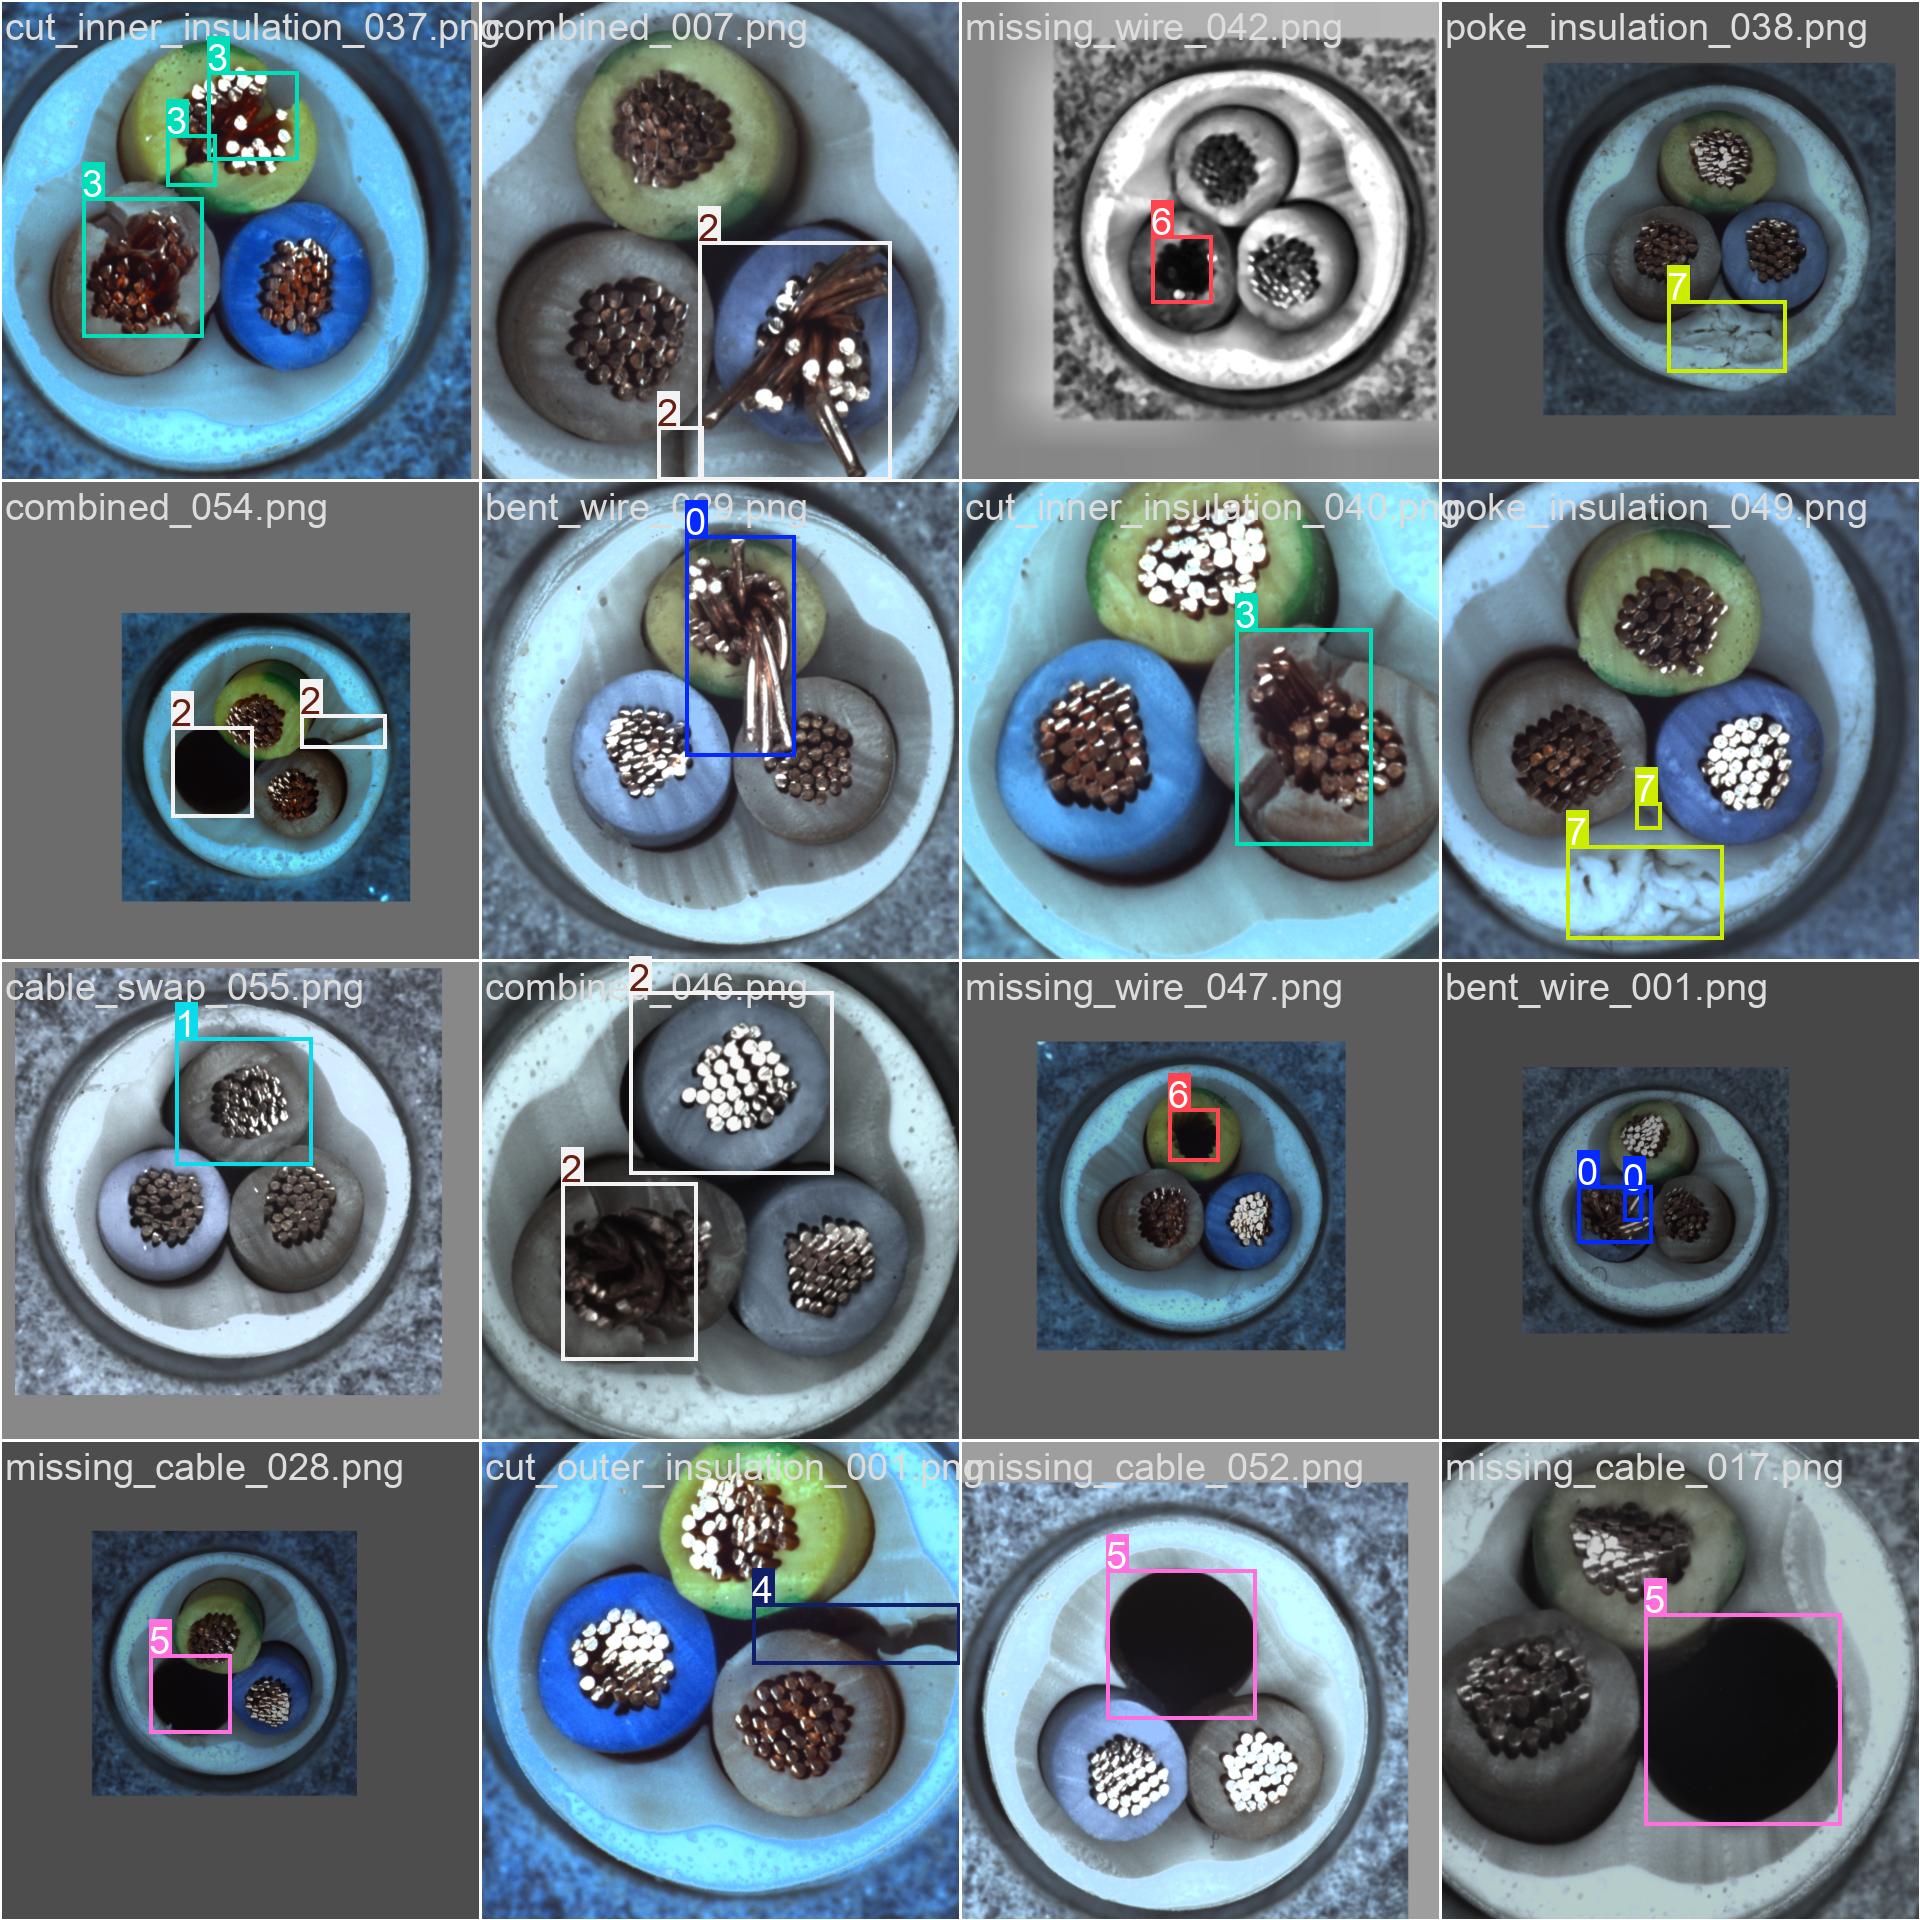 cut_inner_insulation_037.png
combined_007.png
missing_wire_042.png
poke_insulation_038.png
3
3
3
2
2
6
7
combined_054.png
bent_wire_009.png
cut_inner_insulation_040.png
poke_insulation_049.png
2
2
0
3
7
7
cable_swap_055.png
combined_046.png
missing_wire_047.png
bent_wire_001.png
1
2
2
6
0
0
missing_cable_028.png
cut_outer_insulation_001.png
missing_cable_052.png
missing_cable_017.png
5
4
5
5